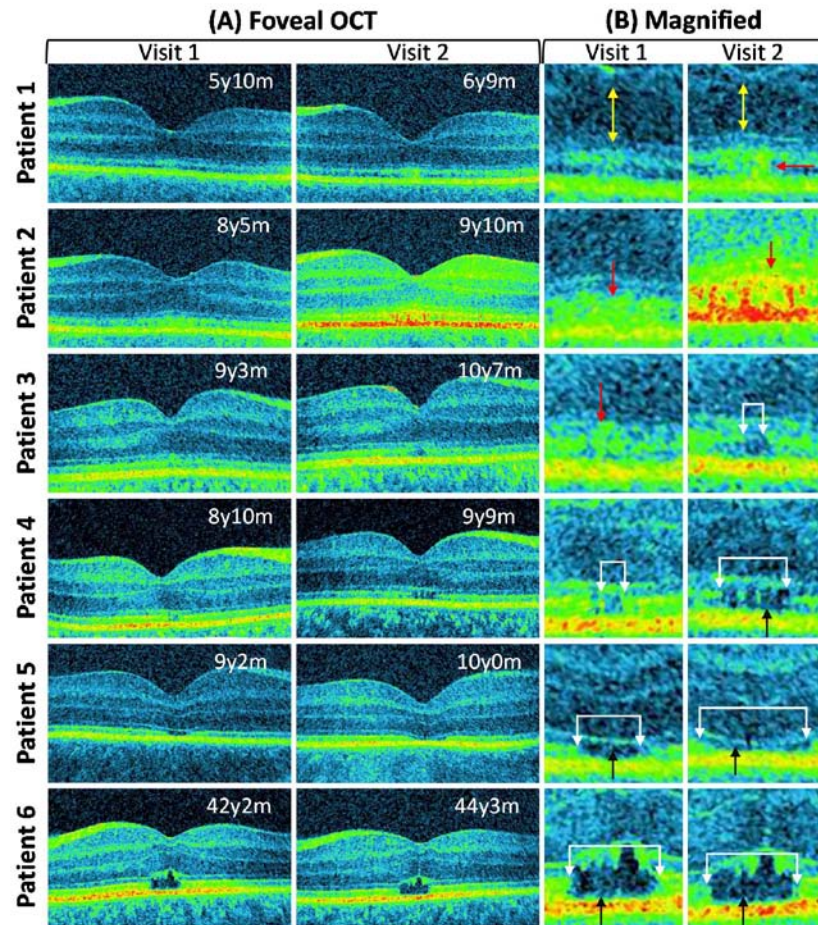 (A) Foveal OCT (B) Magnified
Visit 1 Visit 2 Visit 1 Visit 2
Patient 1 5y10m 6y9m
Patient 2 8y5m 9y10m
Patient 3 9y3m 10y7m
Patient 4 8y10m 9y9m
Patient 5 9y2m 10y0m
Patient 6 42y2m 44y3m